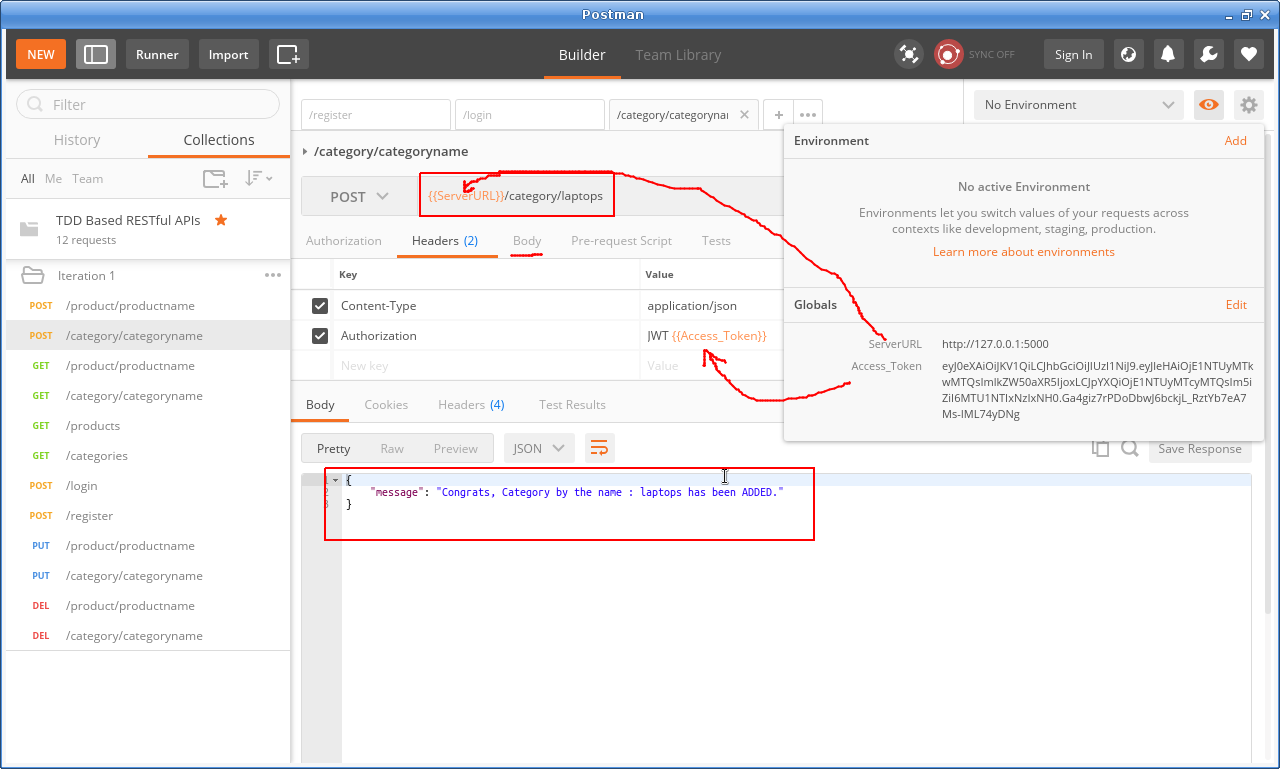 Postman
NEW
Runner
Import
Builder
Team Library
SYNC OFF
Sign In
Filter
History
Collections
All Me Team
TDD Based RESTful APIs
12 requests
Iteration 1
POST /product/productname
POST /category/categoryname
GET /product/productname
GET /category/categoryname
GET /products
GET /categories
POST /login
POST /register
PUT /product/productname
PUT /category/categoryname
DEL /product/productname
DEL /category/categoryname
/register
/login
/category/categorynai
No Environment
/category/categoryname
POST
{{ServerURL}}/category/laptops
Authorization
Headers (2)
Body
Pre-request Script
Tests
Key
Value
Content-Type
application/json
Authorization
JWT {{Access_Token}}
New key
Value
Environment
Add
No active Environment
Environments let you switch values of your requests across
contexts like development, staging, production.
Learn more about environments
Globals
Edit
ServerURL
http://127.0.0.1:5000
Access_Token
Body
Cookies
Headers (4)
Test Results
Pretty
Raw
Preview
JSON
Save Response
1 {
2 "message": "Congrats, Category by the name : laptops has been ADDED."
3 }